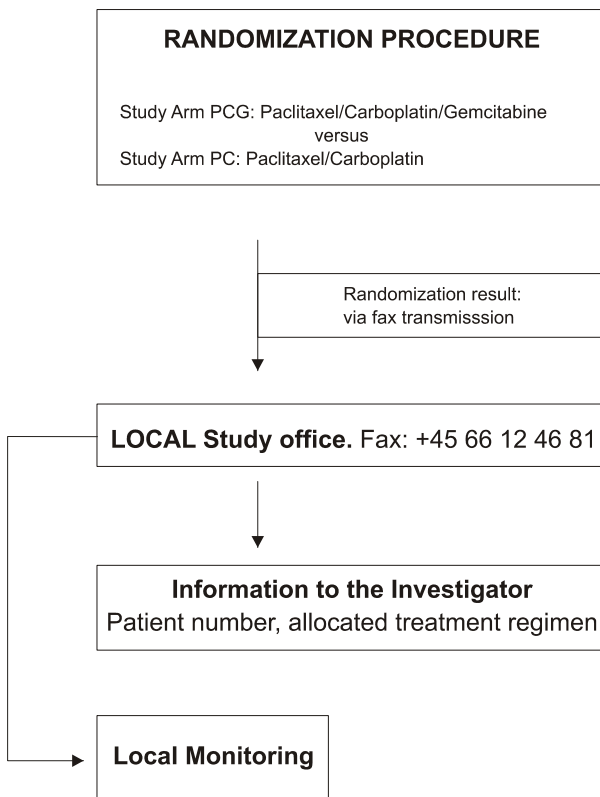 RANDOMIZATION PROCEDURE
Study Arm PCG: Paclitaxel/Carboplatin/Gemcitabine
versus
Study Arm PC: Paclitaxel/Carboplatin
Randomization result:
via fax transmisssion
LOCAL Study office. Fax: +45 66 12 46 81
Information to the Investigator
Patient number, allocated treatment regimen
Local Monitoring